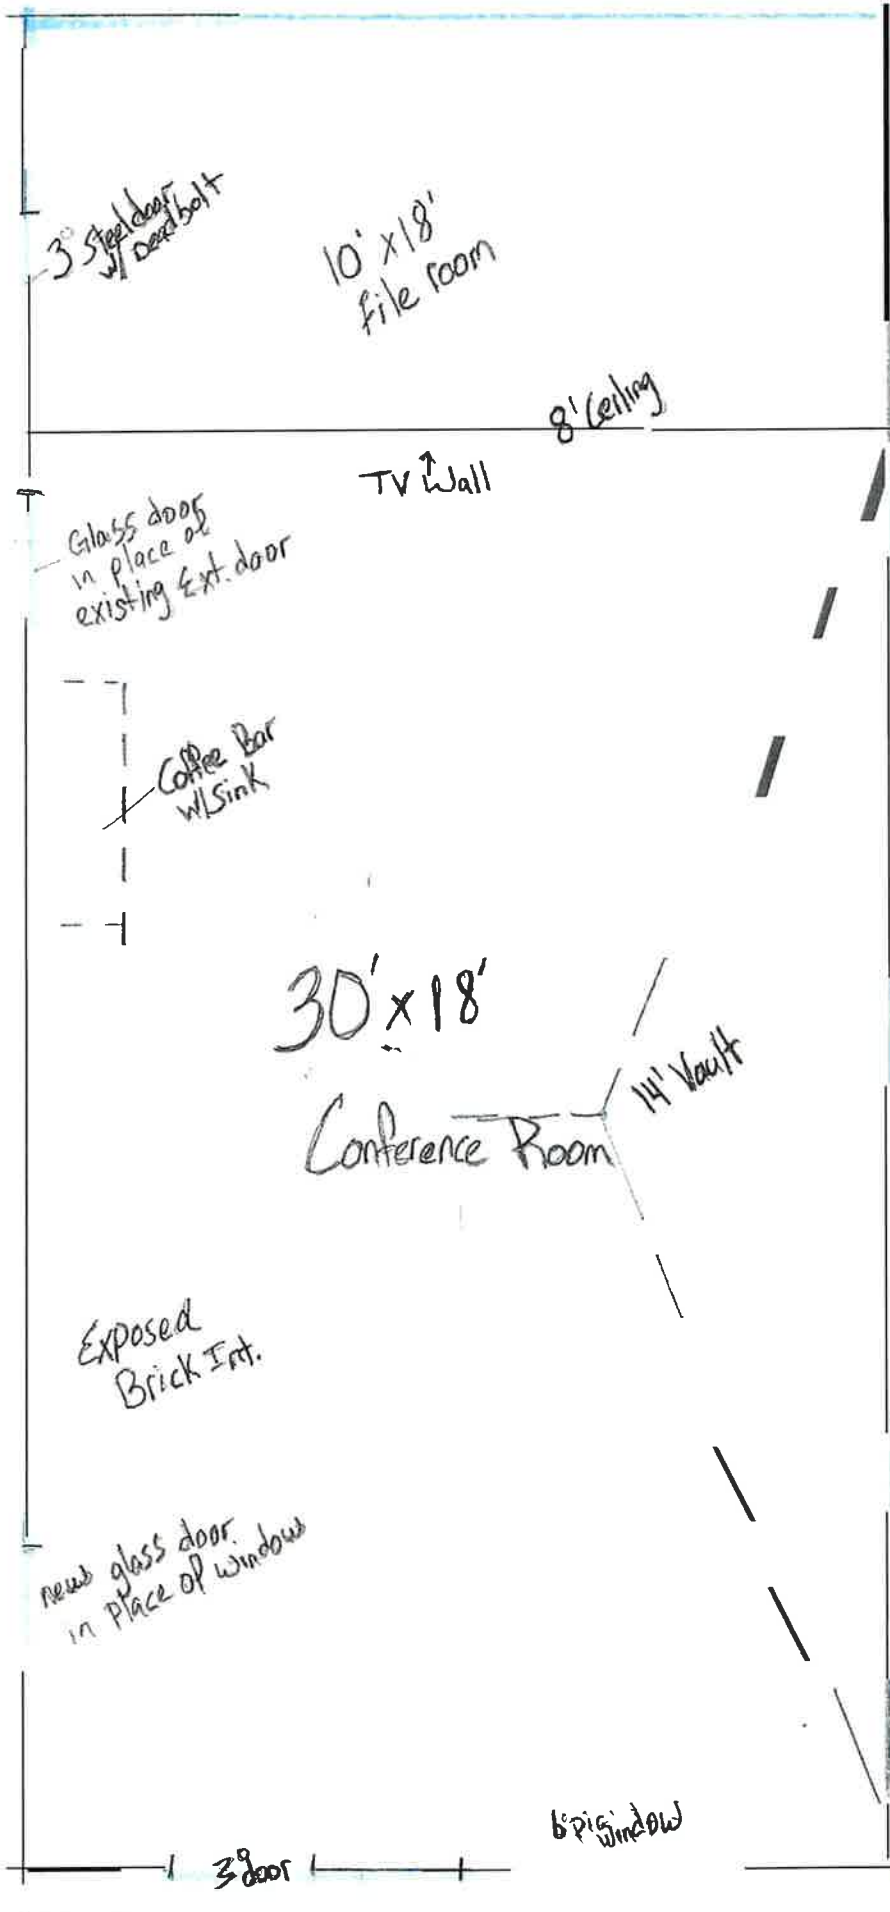 3° Steel door
w/ Deadbolt
10' x 18'
file room
8' Ceiling
TV Wall
Glass door
in place of
existing Ext. door
Coffee Bar
w/ Sink
30' x 18'
Conference Room
14' Vault
Exposed
Brick Int.
new glass door
in place of window
6° pic
window
3° door